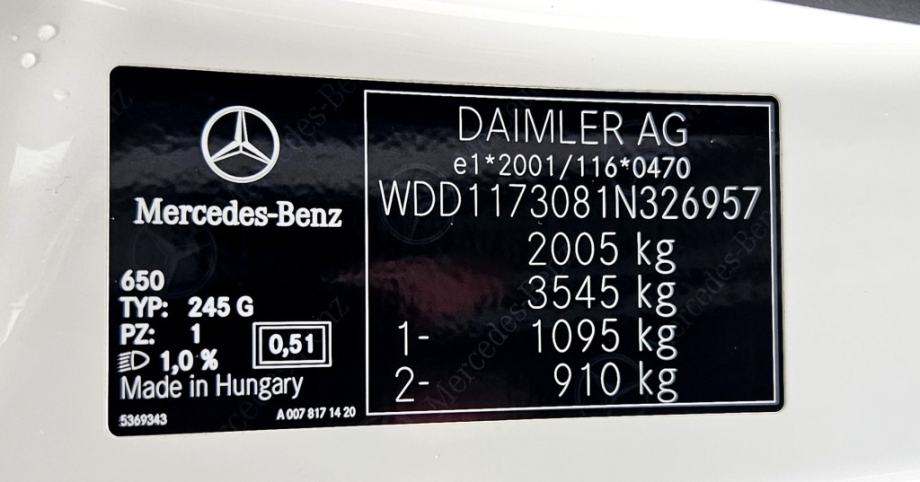 Mercedes-Benz
650
TYP: 245 G
PZ: 1
0,51
1,0 %
Made in Hungary
5369343
A 007 817 14 20
DAIMLER AG
e1*2001/116*0470
WDD1173081N326957
2005 kg
3545 kg
1- 1095 kg
2- 910 kg